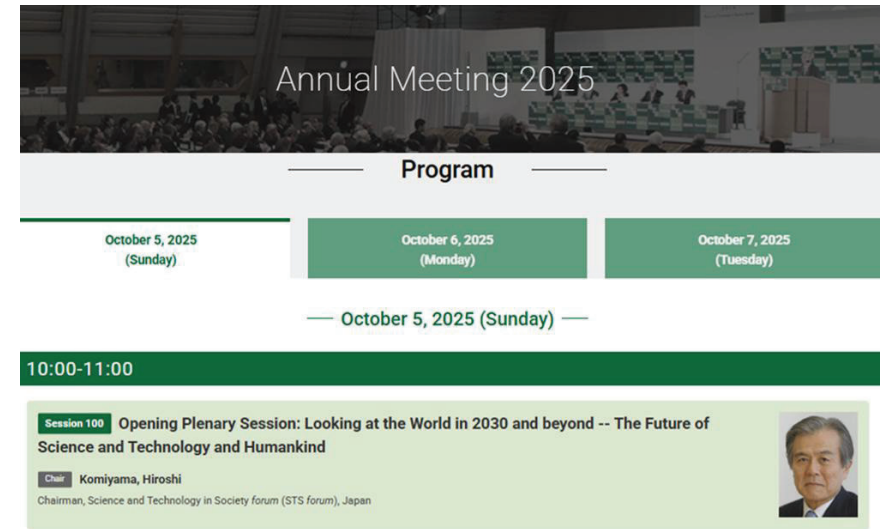 Annual Meeting 2025
Program
October 5, 2025
(Sunday)
October 6, 2025
(Monday)
October 7, 2025
(Tuesday)
October 5, 2025 (Sunday)
10:00-11:00
Session 100 Opening Plenary Session: Looking at the World in 2030 and beyond -- The Future of
Science and Technology and Humankind
Chair Komiyama, Hiroshi
Chairman, Science and Technology in Society forum (STS forum), Japan